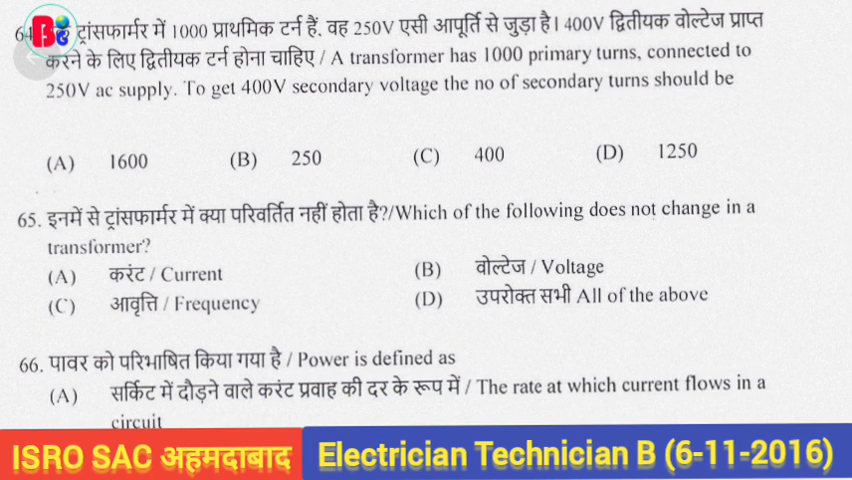 64. ट्रांसफार्मर में 1000 प्राथमिक टर्न हैं. वह 250V एसी आपूर्ति से जुड़ा है। 400V द्वितीयक वोल्टेज प्राप्त
करने के लिए द्वितीयक टर्न होना चाहिए / A transformer has 1000 primary turns, connected to
250V ac supply. To get 400V secondary voltage the no of secondary turns should be
(A) 1600 (B) 250 (C) 400 (D) 1250
65. इनमें से ट्रांसफार्मर में क्या परिवर्तित नहीं होता है?/Which of the following does not change in a
transformer?
(A) करंट / Current (B) वोल्टेज / Voltage
(C) आवृत्ति / Frequency (D) उपरोक्त सभी All of the above
66. पावर को परिभाषित किया गया है / Power is defined as
(A) सर्किट में दौड़ने वाले करंट प्रवाह की दर के रूप में / The rate at which current flows in a
circuit
ISRO SAC अहमदाबाद Electrician Technician B (6-11-2016)